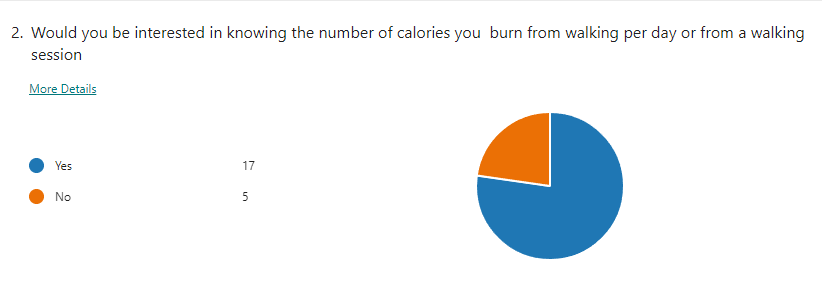 2. Would you be interested in knowing the number of calories you  burn from walking per day or from a walking
session
More Details
Yes 17
No 5